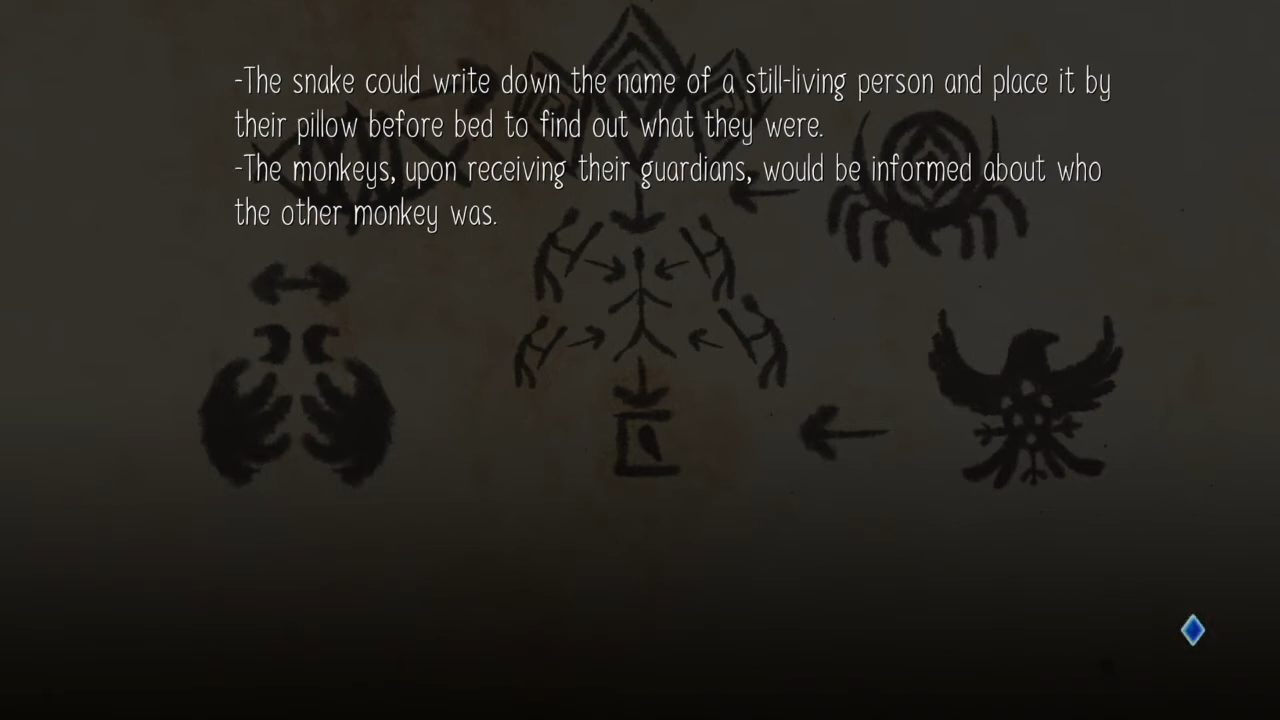 -The snake could write down the name of a still-living person and place it by
their pillow before bed to find out what they were.
-The monkeys, upon receiving their guardians, would be informed about who
the other monkey was.